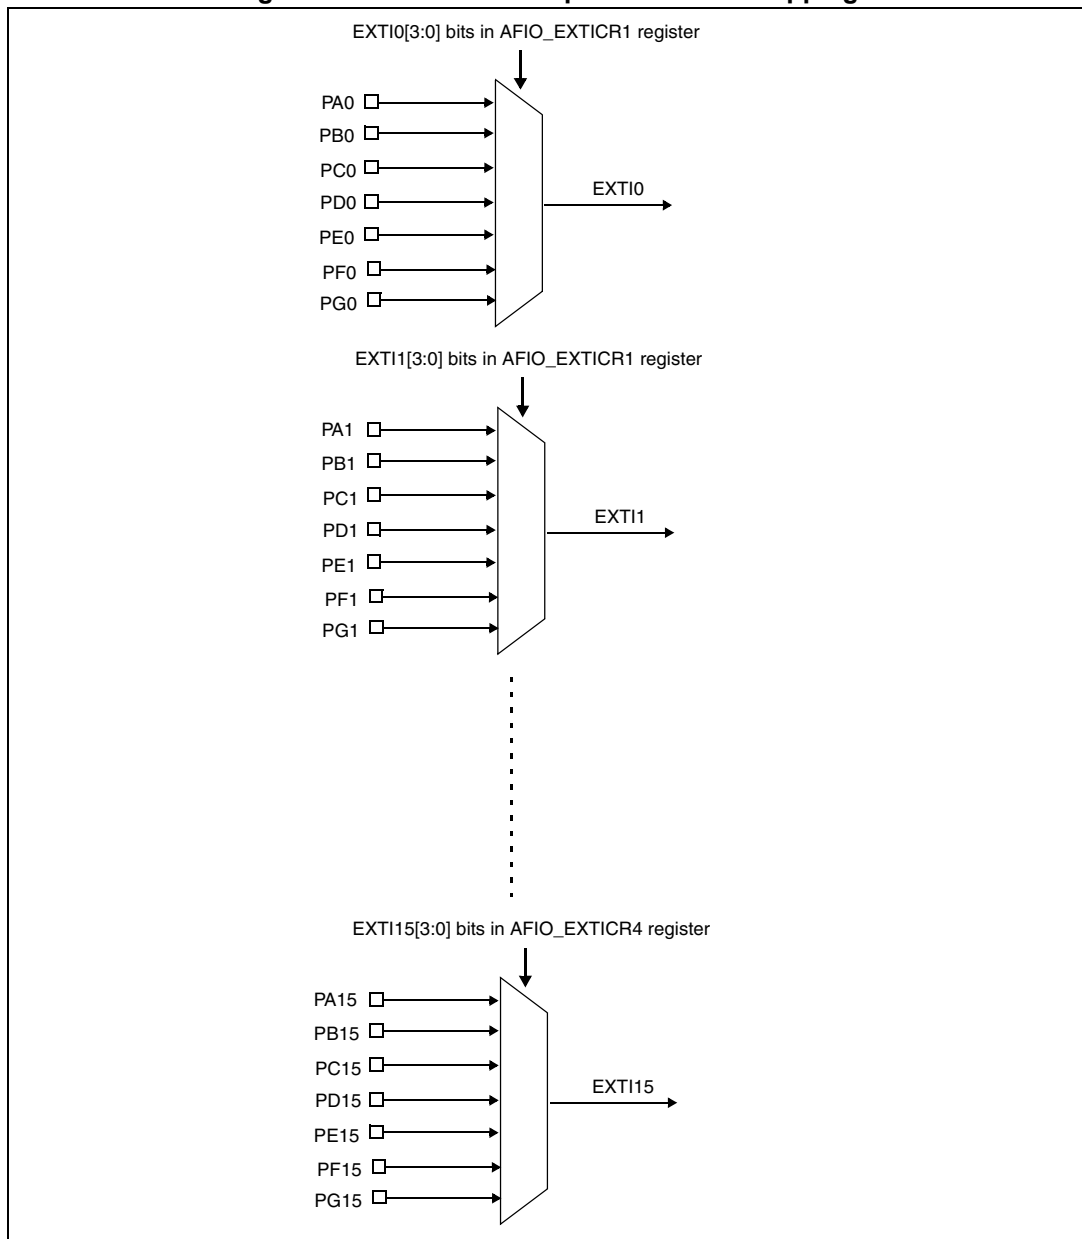 EXTI0[3:0] bits in AFIO_EXTICR1 register
PA0
PB0
PC0
PD0
EXTI0
PE0
PF0
PG0
EXTI1[3:0] bits in AFIO_EXTICR1 register
PA1
PB1
PC1
PD1
EXTI1
PE1
PF1
PG1
EXTI15[3:0] bits in AFIO_EXTICR4 register
PA15
PB15
PC15
PD15
EXTI15
PE15
PF15
PG15